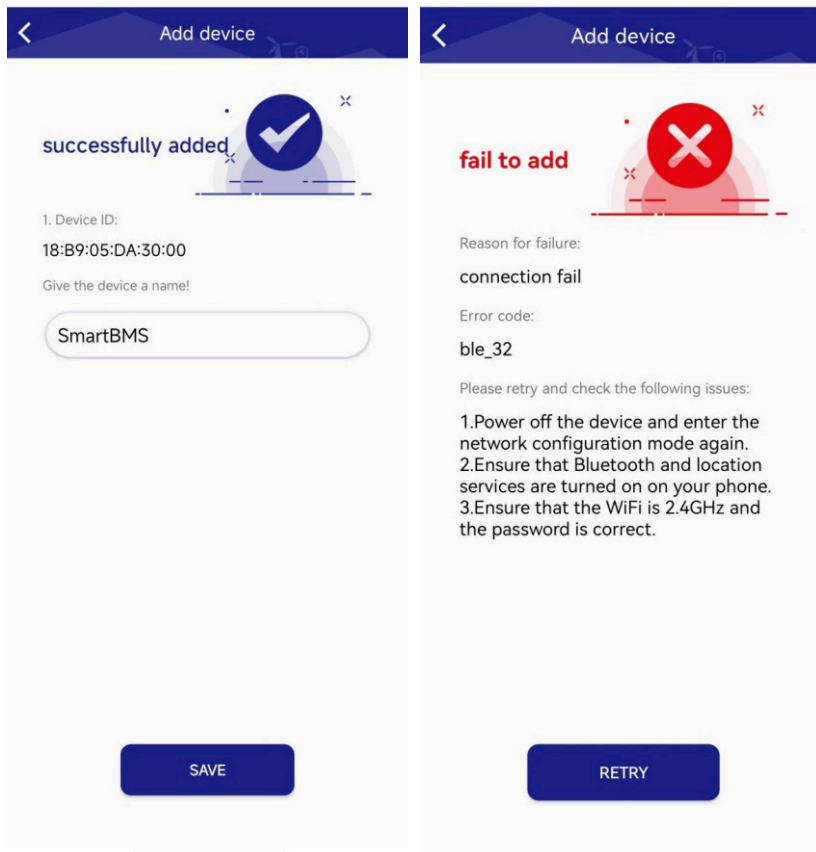 Add device
successfully added
1. Device ID:
18:B9:05:DA:30:00
Give the device a name!
SmartBMS
SAVE
Add device
fail to add
Reason for failure:
connection fail
Error code:
ble_32
Please retry and check the following issues:
1.Power off the device and enter the
network configuration mode again.
2.Ensure that Bluetooth and location
services are turned on on your phone.
3.Ensure that the WiFi is 2.4GHz and
the password is correct.
RETRY